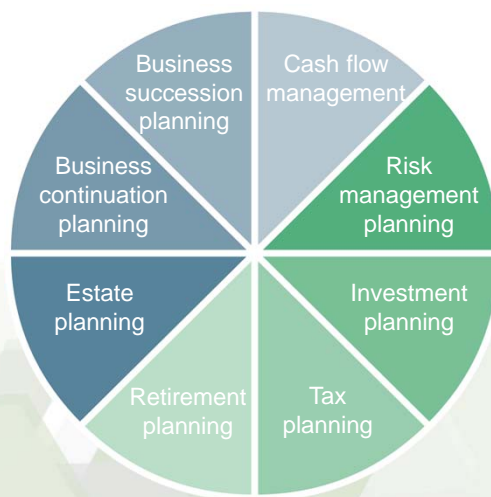 Business
succession
planning
Cash flow
management
Risk
management
planning
Investment
planning
Tax
planning
Retirement
planning
Estate
planning
Business
continuation
planning